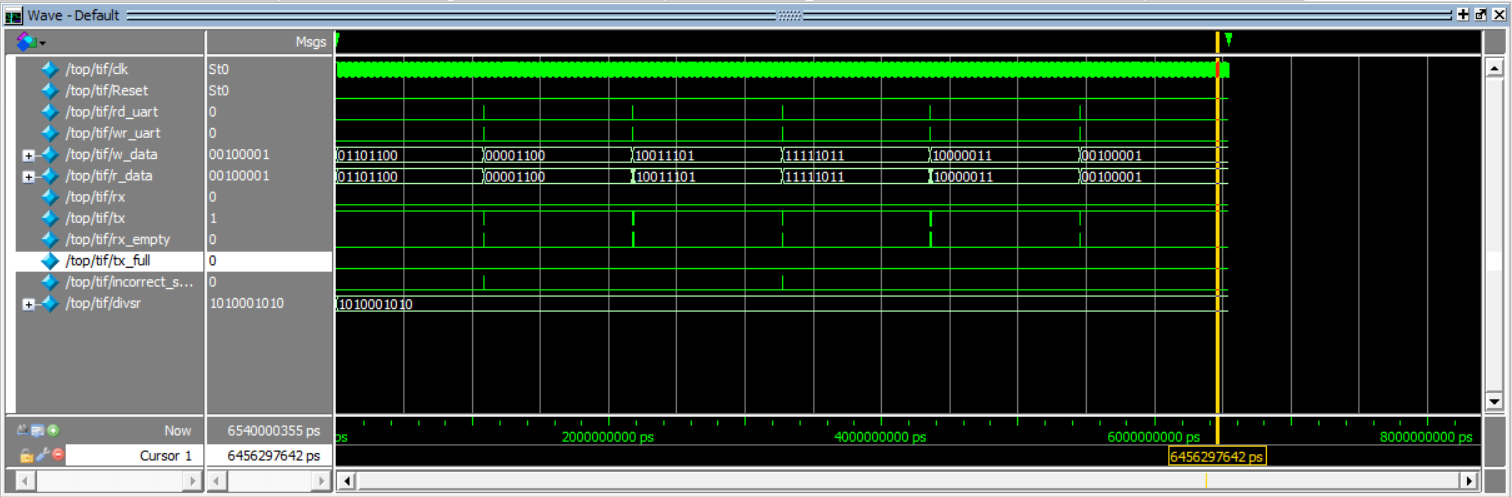 Wave - Default
Msgs
/top/tif/clk St0
/top/tif/Reset St0
/top/tif/rd_uart 0
/top/tif/wr_uart 0
/top/tif/w_data 00100001 01101100 00001100 10011101 11111011 10000011 00100001
/top/tif/r_data 00100001 01101100 00001100 10011101 11111011 10000011 00100001
/top/tif/rx 0
/top/tif/tx 1
/top/tif/rx_empty 0
/top/tif/tx_full 0
/top/tif/incorrect_s... 0
/top/tif/divsr 1010001010 1010001010
Now 6540000355 ps ps 2000000000 ps 4000000000 ps 6000000000 ps 8000000000 ps
Cursor 1 6456297642 ps 6456297642 ps